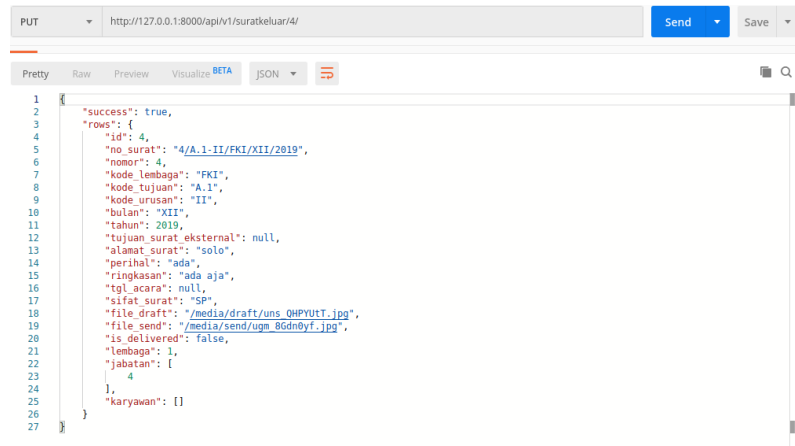 PUT http://127.0.0.1:8000/api/v1/suratkeluar/4/ Send Save
Pretty Raw Preview Visualize BETA JSON
1 {
2 "success": true,
3 "rows": {
4 "id": 4,
5 "no_surat": "4/A.1-II/FKI/XII/2019",
6 "nomor": 4,
7 "kode_lembaga": "FKI",
8 "kode_tujuan": "A.1",
9 "kode_urusan": "II",
10 "bulan": "XII",
11 "tahun": 2019,
12 "tujuan_surat_eksternal": null,
13 "alamat_surat": "solo",
14 "perihal": "ada",
15 "ringkasan": "ada aja",
16 "tgl_acara": null,
17 "sifat_surat": "SP",
18 "file_draft": "/media/draft/uns_QHPYUtT.jpg",
19 "file_send": "/media/send/ugm_8Gdn0yf.jpg",
20 "is_delivered": false,
21 "lembaga": 1,
22 "jabatan": [
23 4
24 ],
25 "karyawan": []
26 }
27 }